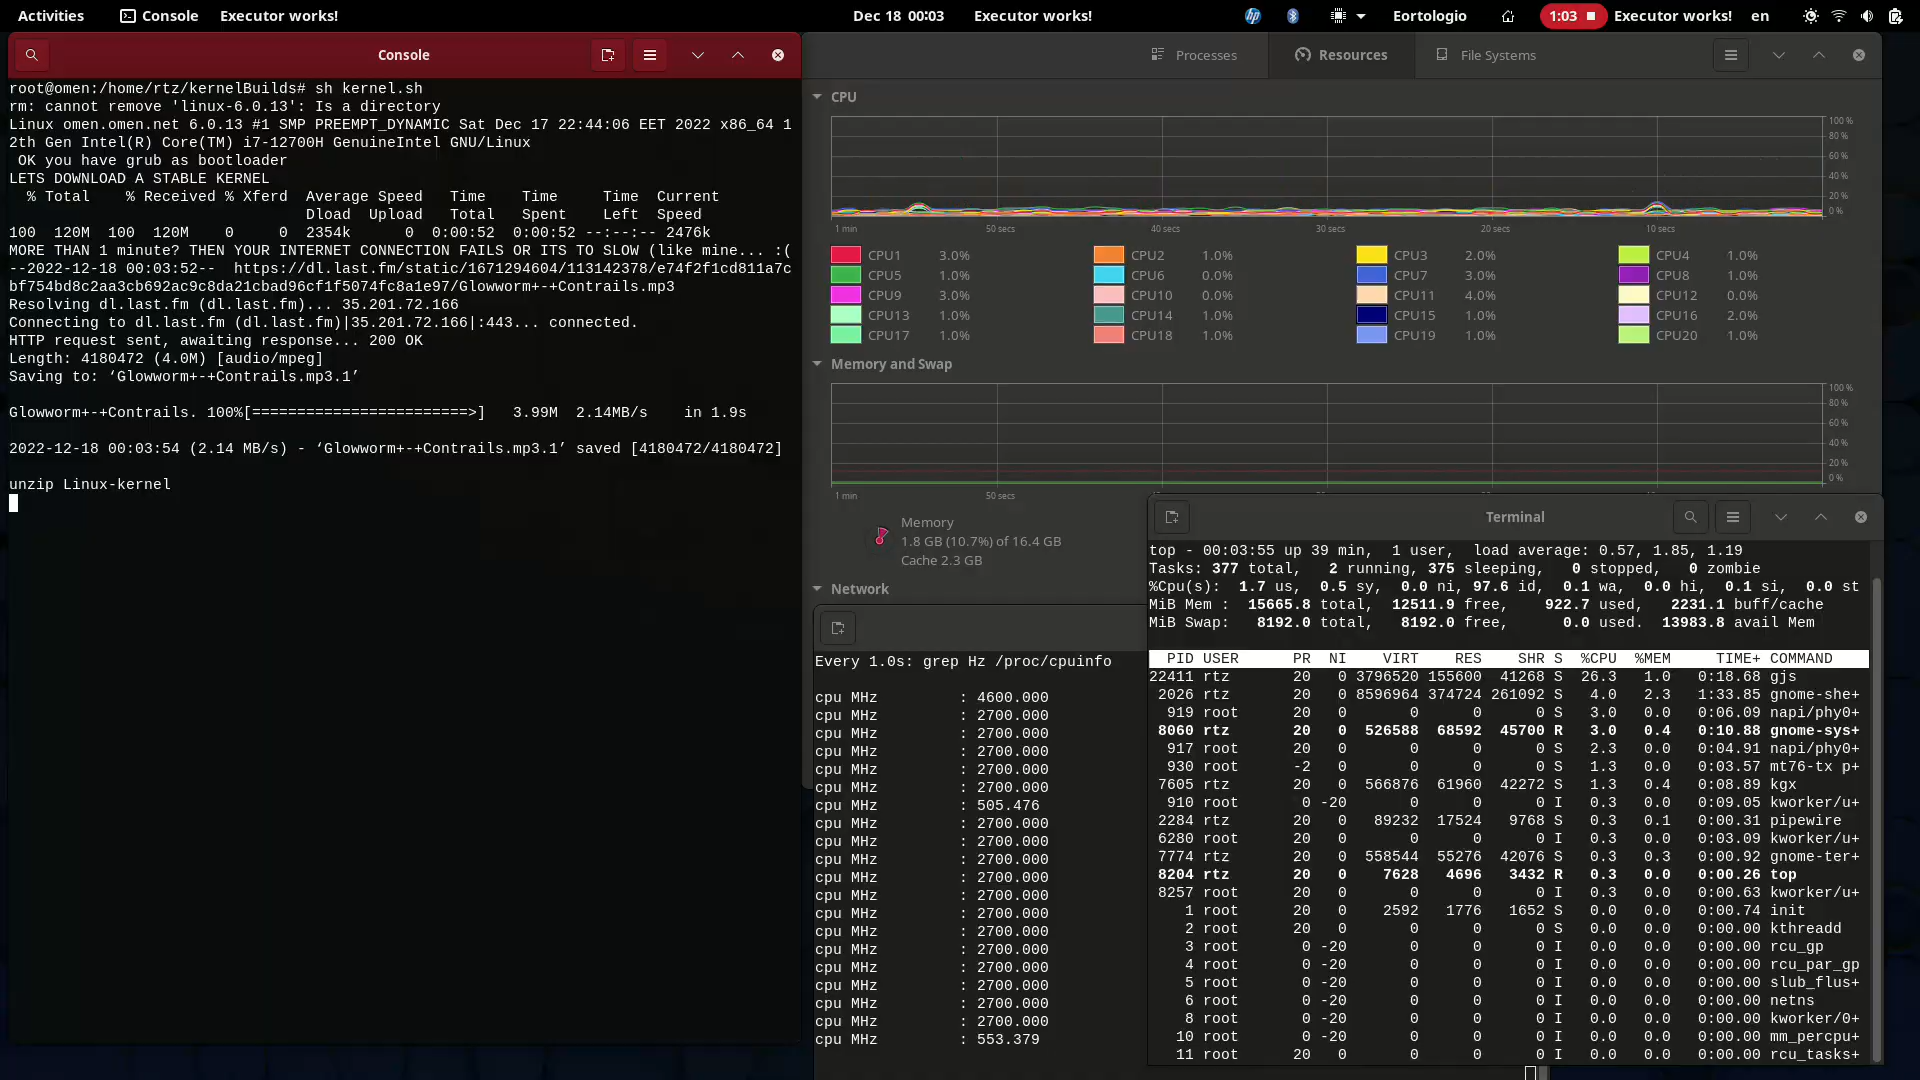 Activities Console Executor works! Dec 18 00:03 Executor works! Eortologio 1:03 Executor works! en
Console
root@omen:/home/rtz/kernelBuilds# sh kernel.sh
rm: cannot remove 'linux-6.0.13': Is a directory
Linux omen.omen.net 6.0.13 #1 SMP PREEMPT_DYNAMIC Sat Dec 17 22:44:06 EET 2022 x86_64 1
2th Gen Intel(R) Core(TM) i7-12700H GenuineIntel GNU/Linux
OK you have grub as bootloader
LETS DOWNLOAD A STABLE KERNEL
% Total % Received % Xferd Average Speed Time Time Time Current
Dload Upload Total Spent Left Speed
100 120M 100 120M 0 0 2354k 0 0:00:52 0:00:52 --:--:-- 2476k
MORE THAN 1 minute? THEN YOUR INTERNET CONNECTION FAILS OR ITS TO SLOW (like mine... :(
--2022-12-18 00:03:52-- https://dl.last.fm/static/1671294604/113142378/e74f2f1cd811a7c
bf754bd8c2aa3cb692ac9c8da21cbad96cf1f5074fc8a1e97/Glowworm+-+Contrails.mp3
Resolving dl.last.fm (dl.last.fm)... 35.201.72.166
Connecting to dl.last.fm (dl.last.fm)|35.201.72.166|:443... connected.
HTTP request sent, awaiting response... 200 OK
Length: 4180472 (4.0M) [audio/mpeg]
Saving to: ‘Glowworm+-+Contrails.mp3.1’
Glowworm+-+Contrails. 100%[========================>] 3.99M 2.14MB/s in 1.9s
2022-12-18 00:03:54 (2.14 MB/s) - ‘Glowworm+-+Contrails.mp3.1’ saved [4180472/4180472]
unzip Linux-kernel
Processes Resources File Systems
CPU
100 %
80 %
60 %
40 %
20 %
0 %
1 min 50 secs 40 secs 30 secs 20 secs 10 secs
CPU1 3.0% CPU2 1.0% CPU3 2.0% CPU4 1.0%
CPU5 1.0% CPU6 0.0% CPU7 3.0% CPU8 1.0%
CPU9 3.0% CPU10 0.0% CPU11 4.0% CPU12 0.0%
CPU13 1.0% CPU14 1.0% CPU15 1.0% CPU16 2.0%
CPU17 1.0% CPU18 1.0% CPU19 1.0% CPU20 1.0%
Memory and Swap
100 %
80 %
60 %
40 %
20 %
0 %
1 min 50 secs
Memory
1.8 GB (10.7%) of 16.4 GB
Cache 2.3 GB
Network
Every 1.0s: grep Hz /proc/cpuinfo
cpu MHz : 4600.000
cpu MHz : 2700.000
cpu MHz : 2700.000
cpu MHz : 2700.000
cpu MHz : 2700.000
cpu MHz : 2700.000
cpu MHz : 505.476
cpu MHz : 2700.000
cpu MHz : 2700.000
cpu MHz : 2700.000
cpu MHz : 2700.000
cpu MHz : 2700.000
cpu MHz : 2700.000
cpu MHz : 2700.000
cpu MHz : 2700.000
cpu MHz : 2700.000
cpu MHz : 2700.000
cpu MHz : 2700.000
cpu MHz : 2700.000
cpu MHz : 553.379
Terminal
top - 00:03:55 up 39 min, 1 user, load average: 0.57, 1.85, 1.19
Tasks: 377 total, 2 running, 375 sleeping, 0 stopped, 0 zombie
%Cpu(s): 1.7 us, 0.5 sy, 0.0 ni, 97.6 id, 0.1 wa, 0.0 hi, 0.1 si, 0.0 st
MiB Mem : 15665.8 total, 12511.9 free, 922.7 used, 2231.1 buff/cache
MiB Swap: 8192.0 total, 8192.0 free, 0.0 used. 13983.8 avail Mem
PID USER PR NI VIRT RES SHR S %CPU %MEM TIME+ COMMAND
22411 rtz 20 0 3796520 155600 41268 S 26.3 1.0 0:18.68 gjs
2026 rtz 20 0 8596964 374724 261092 S 4.0 2.3 1:33.85 gnome-she+
919 root 20 0 0 0 0 S 3.0 0.0 0:06.09 napi/phy0+
8060 rtz 20 0 526588 68592 45700 R 3.0 0.4 0:10.88 gnome-sys+
917 root 20 0 0 0 0 S 2.3 0.0 0:04.91 napi/phy0+
930 root -2 0 0 0 0 S 1.3 0.0 0:03.57 mt76-tx p+
7605 rtz 20 0 566876 61960 42272 S 1.3 0.4 0:08.89 kgx
910 root 0 -20 0 0 0 I 0.3 0.0 0:09.05 kworker/u+
2284 rtz 20 0 89232 17524 9768 S 0.3 0.1 0:00.31 pipewire
6280 root 20 0 0 0 0 I 0.3 0.0 0:03.09 kworker/u+
7774 rtz 20 0 558544 55276 42076 S 0.3 0.3 0:00.92 gnome-ter+
8204 rtz 20 0 7628 4696 3432 R 0.3 0.0 0:00.26 top
8257 root 20 0 0 0 0 I 0.3 0.0 0:00.63 kworker/u+
1 root 20 0 2592 1776 1652 S 0.0 0.0 0:00.74 init
2 root 20 0 0 0 0 S 0.0 0.0 0:00.00 kthreadd
3 root 0 -20 0 0 0 I 0.0 0.0 0:00.00 rcu_gp
4 root 0 -20 0 0 0 I 0.0 0.0 0:00.00 rcu_par_gp
5 root 0 -20 0 0 0 I 0.0 0.0 0:00.00 slub_flus+
6 root 0 -20 0 0 0 I 0.0 0.0 0:00.00 netns
8 root 0 -20 0 0 0 I 0.0 0.0 0:00.00 kworker/0+
10 root 0 -20 0 0 0 I 0.0 0.0 0:00.00 mm_percpu+
11 root 20 0 0 0 0 I 0.0 0.0 0:00.00 rcu_tasks+